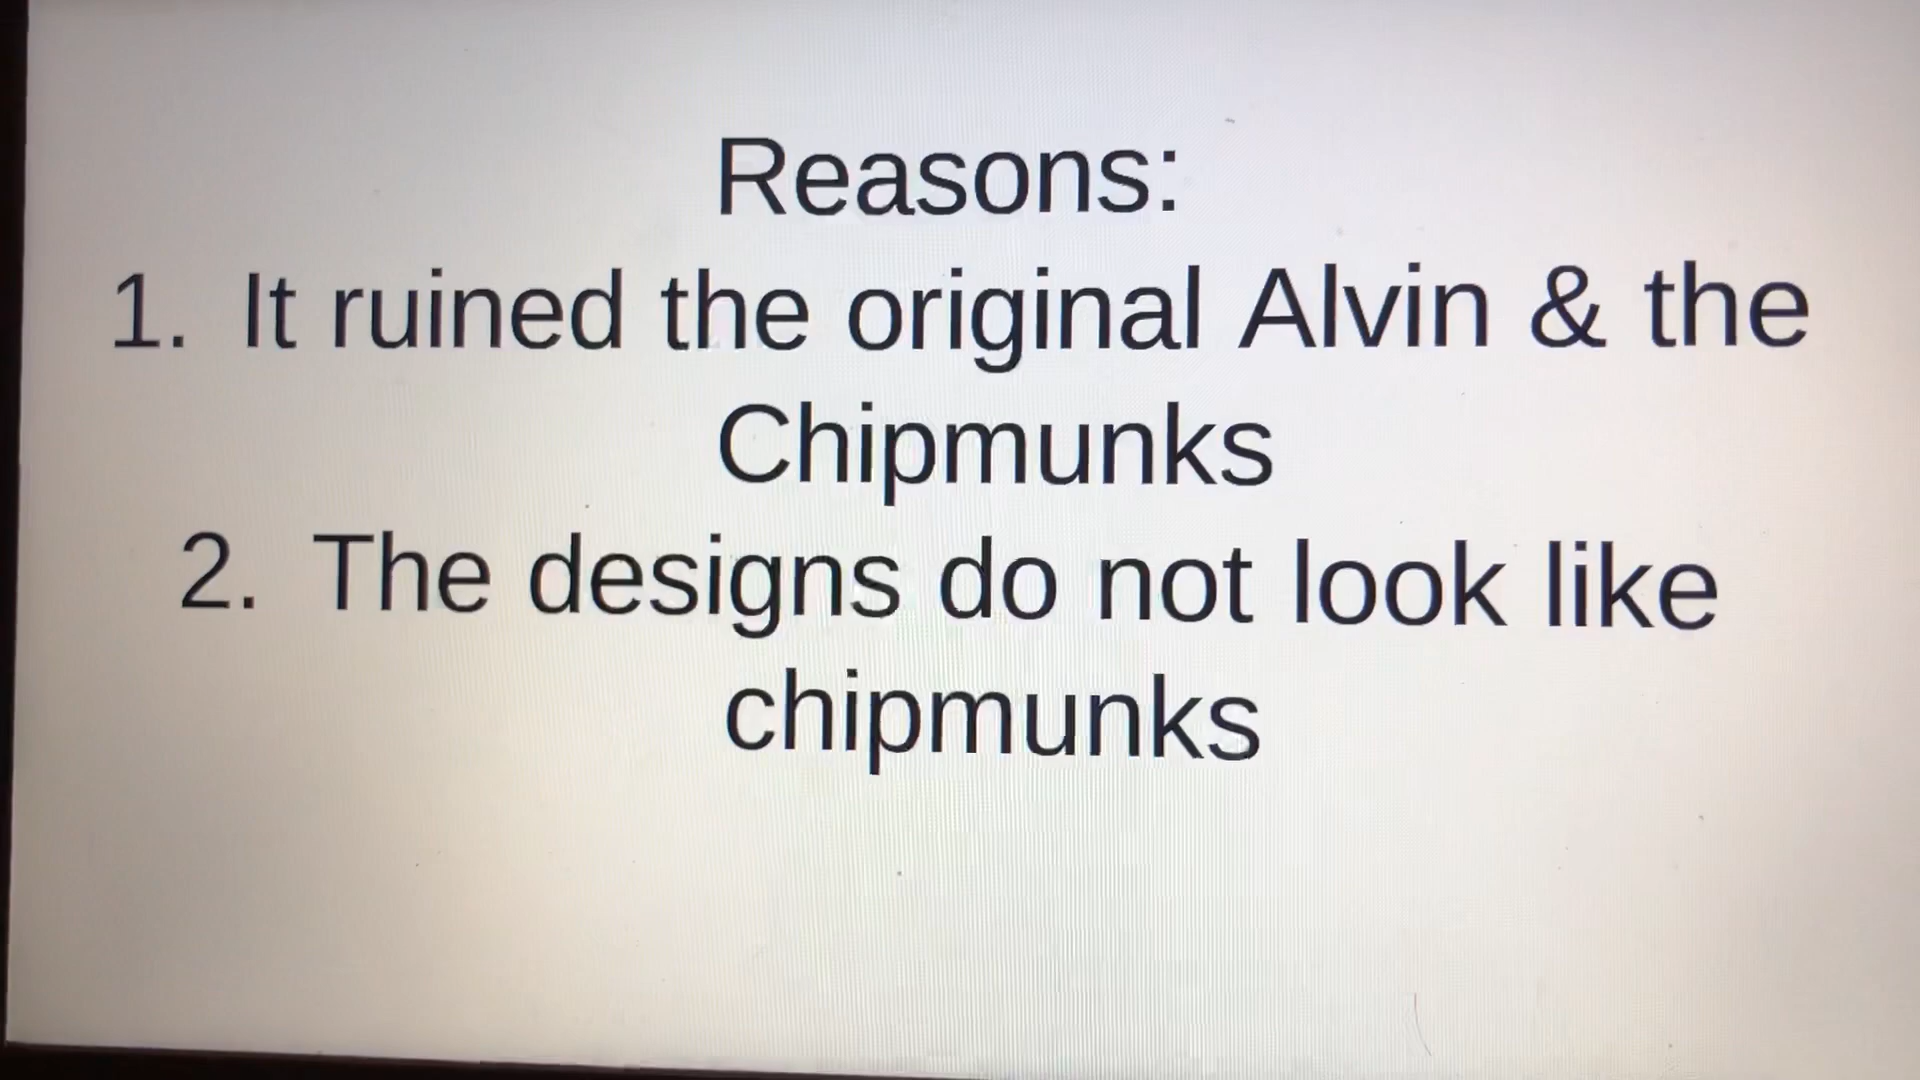 Reasons:
1. It ruined the original Alvin & the
Chipmunks
2. The designs do not look like
chipmunks